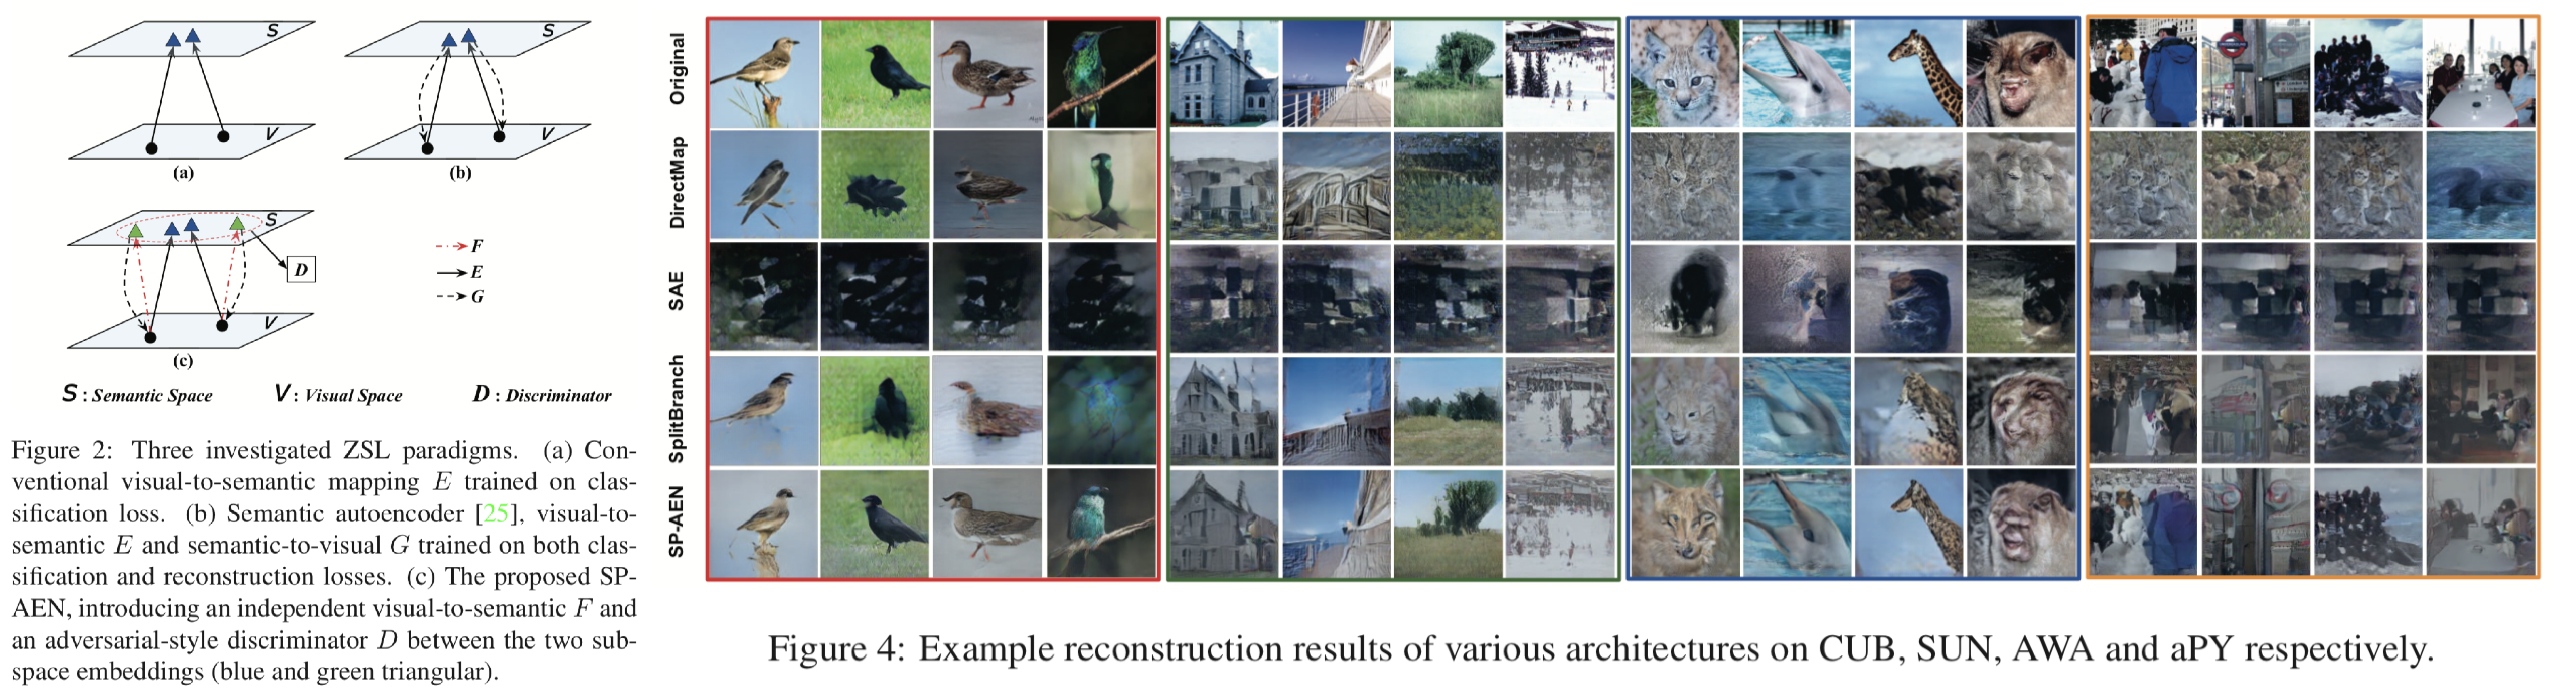 S
V
(a)
S
V
(b)
S
D
V
(c)
F
E
G
S : Semantic Space V : Visual Space D : Discriminator
Figure 2: Three investigated ZSL paradigms. (a) Con-
ventional visual-to-semantic mapping E trained on clas-
sification loss. (b) Semantic autoencoder [25], visual-to-
semantic E and semantic-to-visual G trained on both clas-
sification and reconstruction losses. (c) The proposed SP-
AEN, introducing an independent visual-to-semantic F and
an adversarial-style discriminator D between the two sub-
space embeddings (blue and green triangular).
Original
DirectMap
SAE
SplitBranch
SP-AEN
Figure 4: Example reconstruction results of various architectures on CUB, SUN, AWA and aPY respectively.